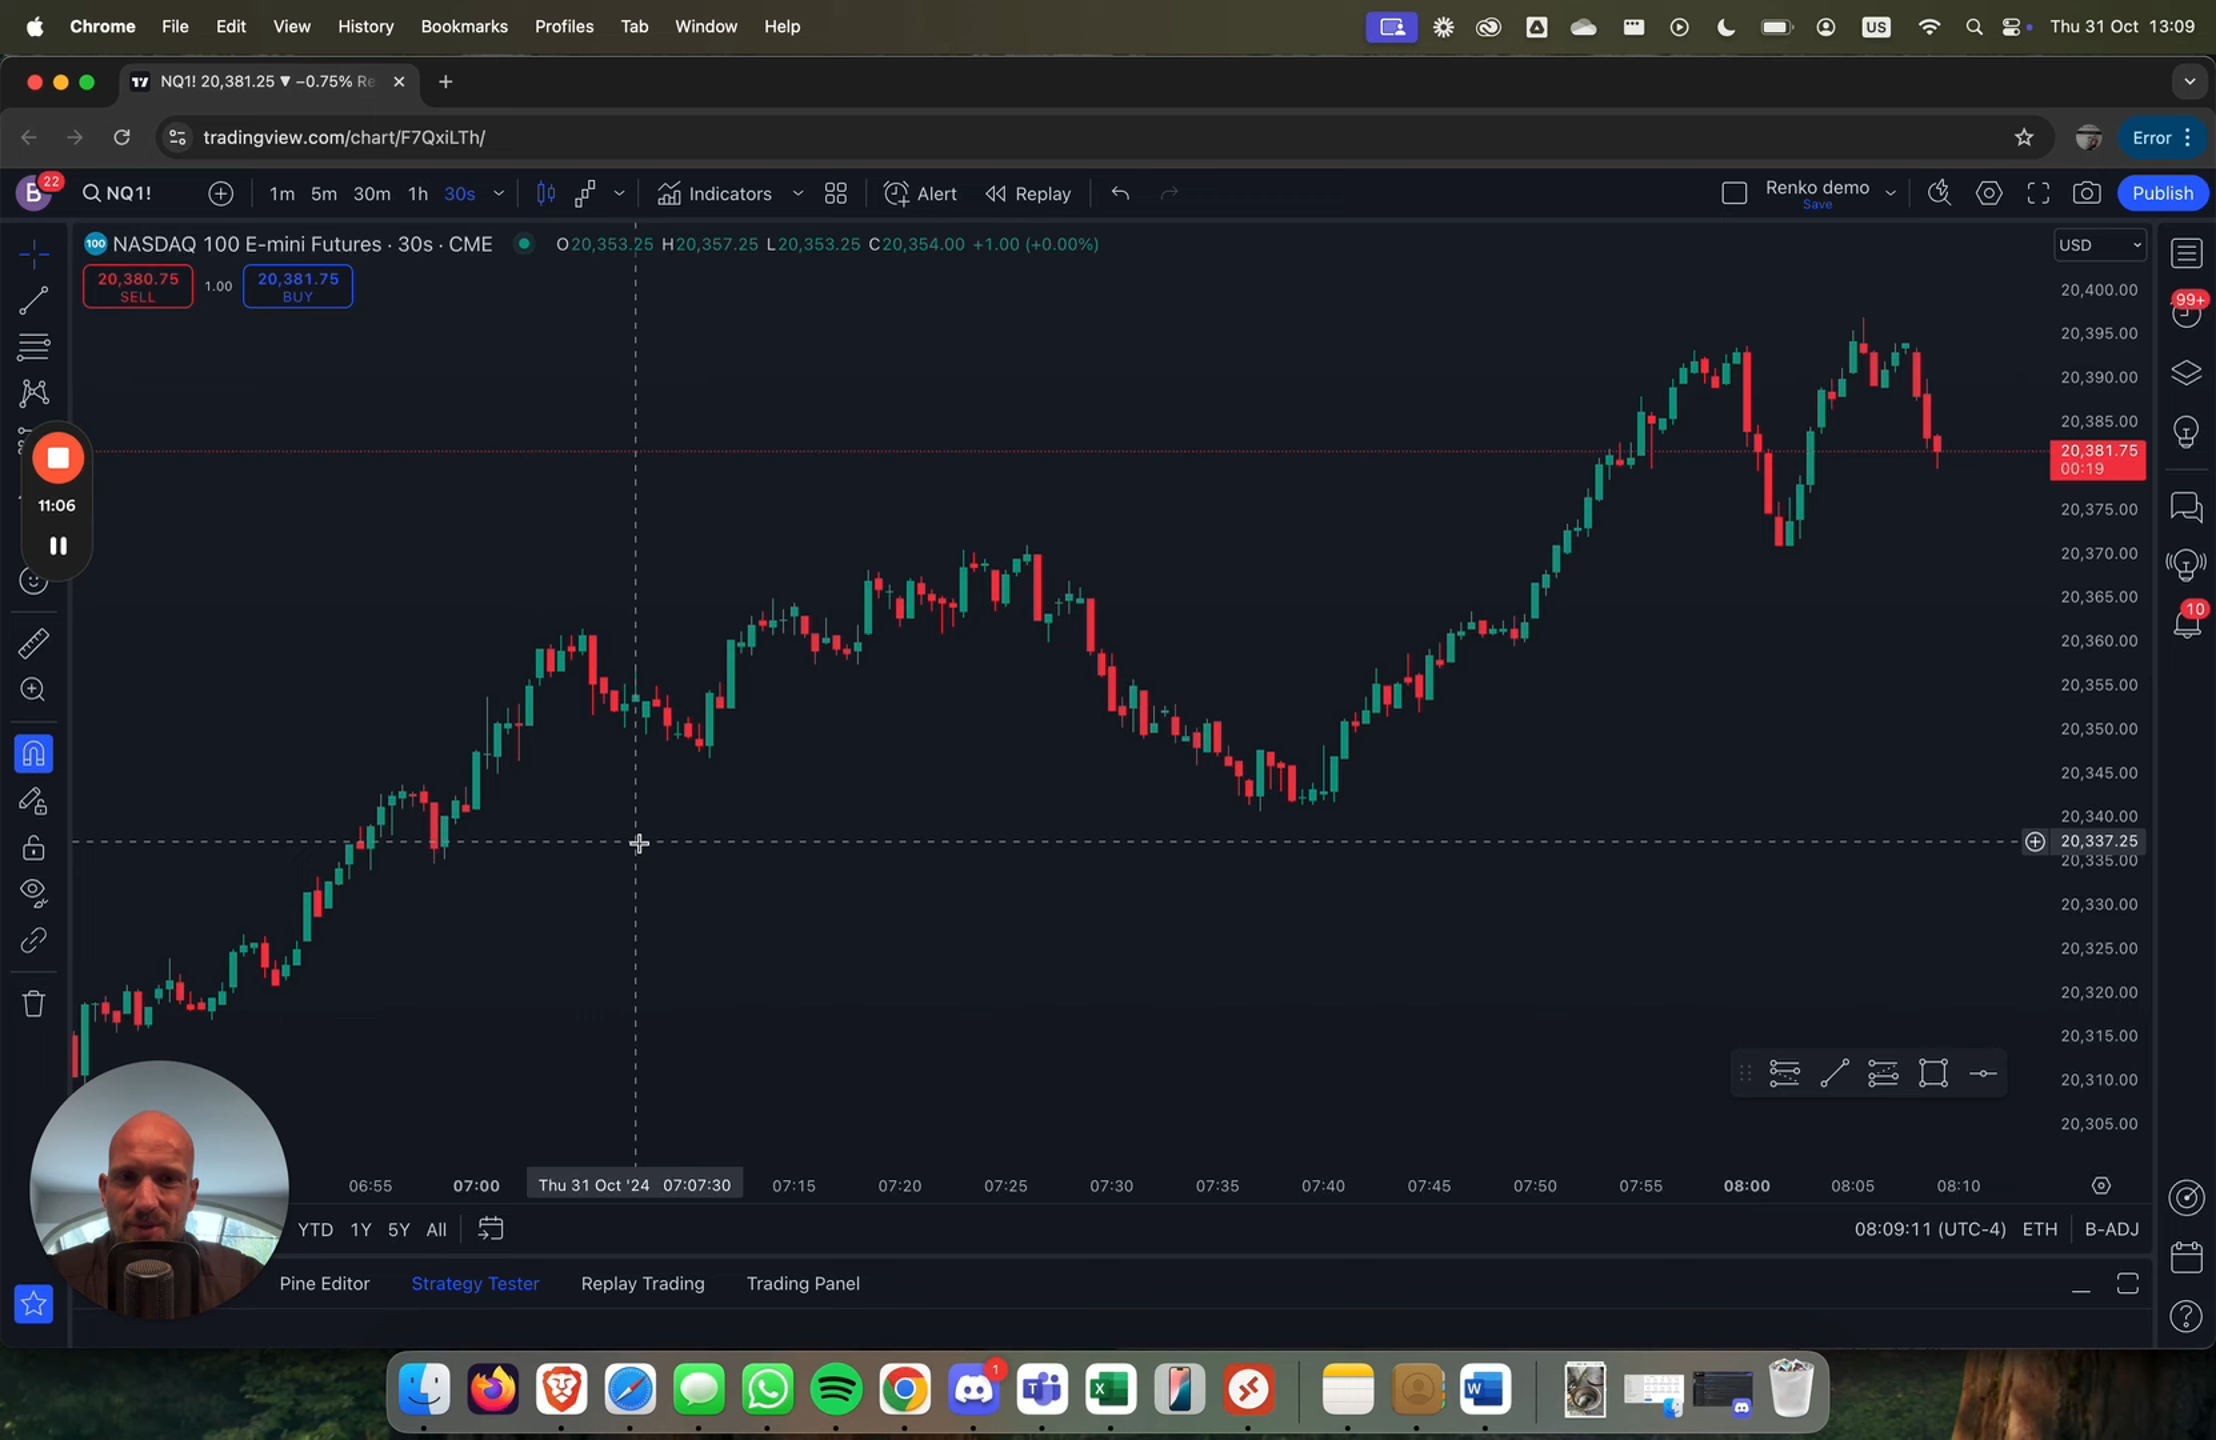 Chrome File Edit View History Bookmarks Profiles Tab Window Help US Thu 31 Oct 13:09
NQ1! 20,381.25 ▼ −0.75% Re
tradingview.com/chart/F7QxiLTh/ Error
B 22 NQ1! 1m 5m 30m 1h 30s Indicators Alert Replay Renko demo Publish
Save
100 NASDAQ 100 E-mini Futures · 30s · CME O20,353.25 H20,357.25 L20,353.25 C20,354.00 +1.00 (+0.00%) USD
20,380.75 1.00 20,381.75
SELL BUY
20,400.00
99+
20,395.00
20,390.00
20,385.00
20,381.75
00:19
11:06
20,375.00
20,370.00
20,365.00
10
20,360.00
20,355.00
20,350.00
20,345.00
20,340.00
20,337.25
20,335.00
20,330.00
20,325.00
20,320.00
20,315.00
20,310.00
20,305.00
06:55 07:00 Thu 31 Oct '24 07:07:30 07:15 07:20 07:25 07:30 07:35 07:40 07:45 07:50 07:55 08:00 08:05 08:10
YTD 1Y 5Y All 08:09:11 (UTC-4) ETH B-ADJ
Pine Editor Strategy Tester Replay Trading Trading Panel
1
T X W